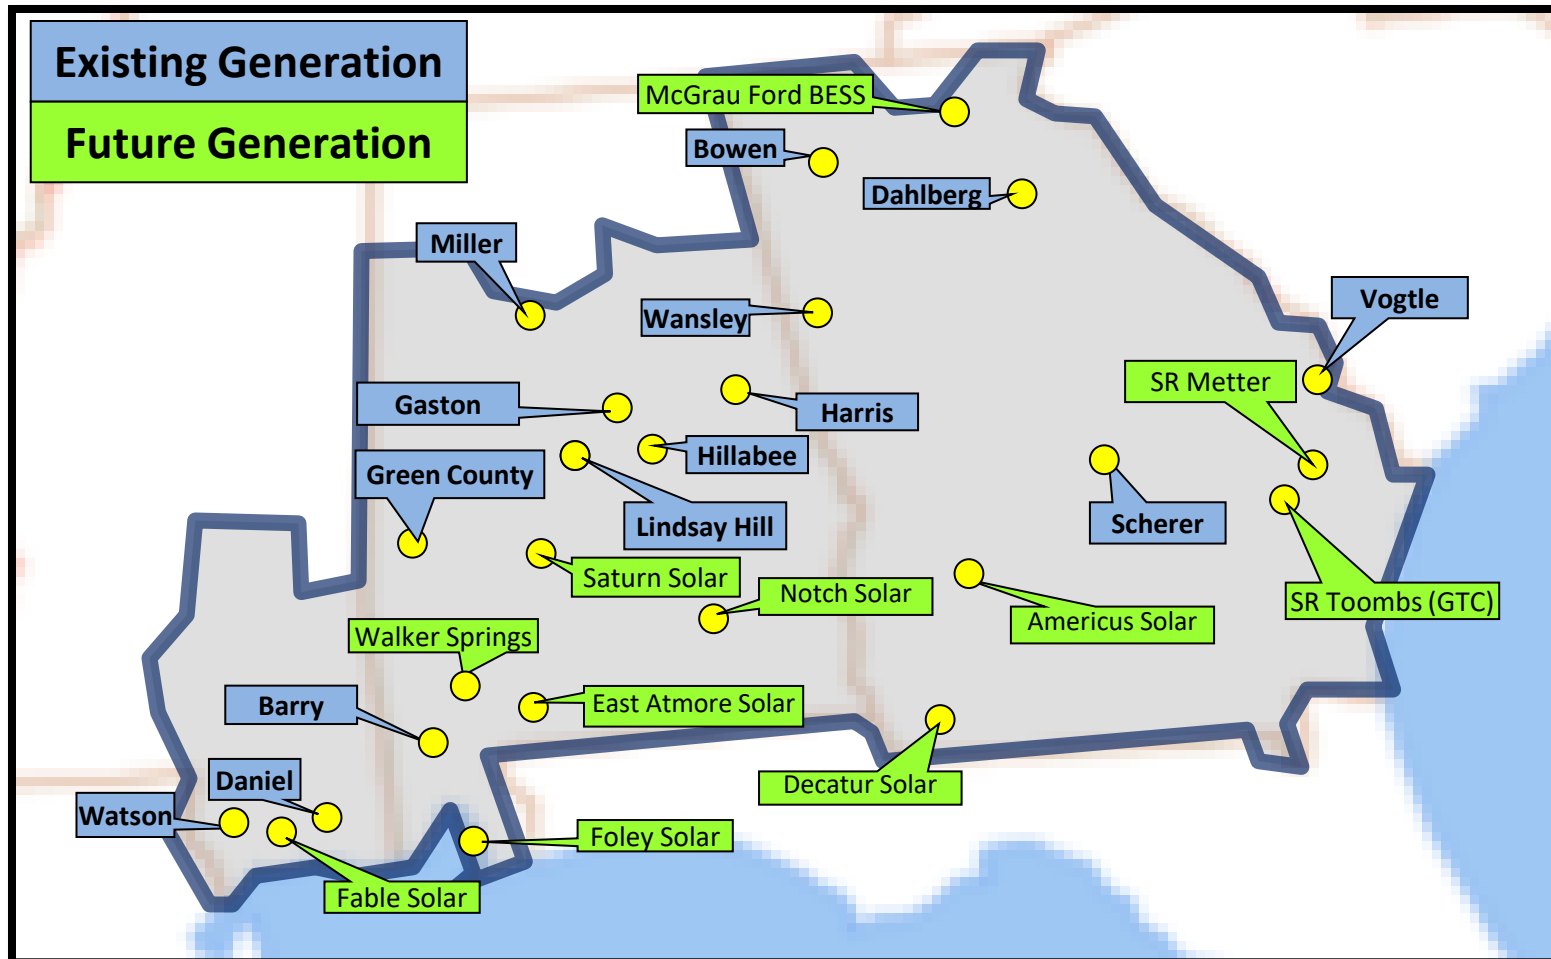 Existing Generation
Future Generation
McGrau Ford BESS
Bowen
Dahlberg
Miller
Vogtle
Wansley
SR Metter
Gaston
Harris
Hillabee
Green County
Lindsay Hill
Scherer
Saturn Solar
Notch Solar
SR Toombs (GTC)
Americus Solar
Walker Springs
East Atmore Solar
Barry
Daniel
Decatur Solar
Watson
Foley Solar
Fable Solar